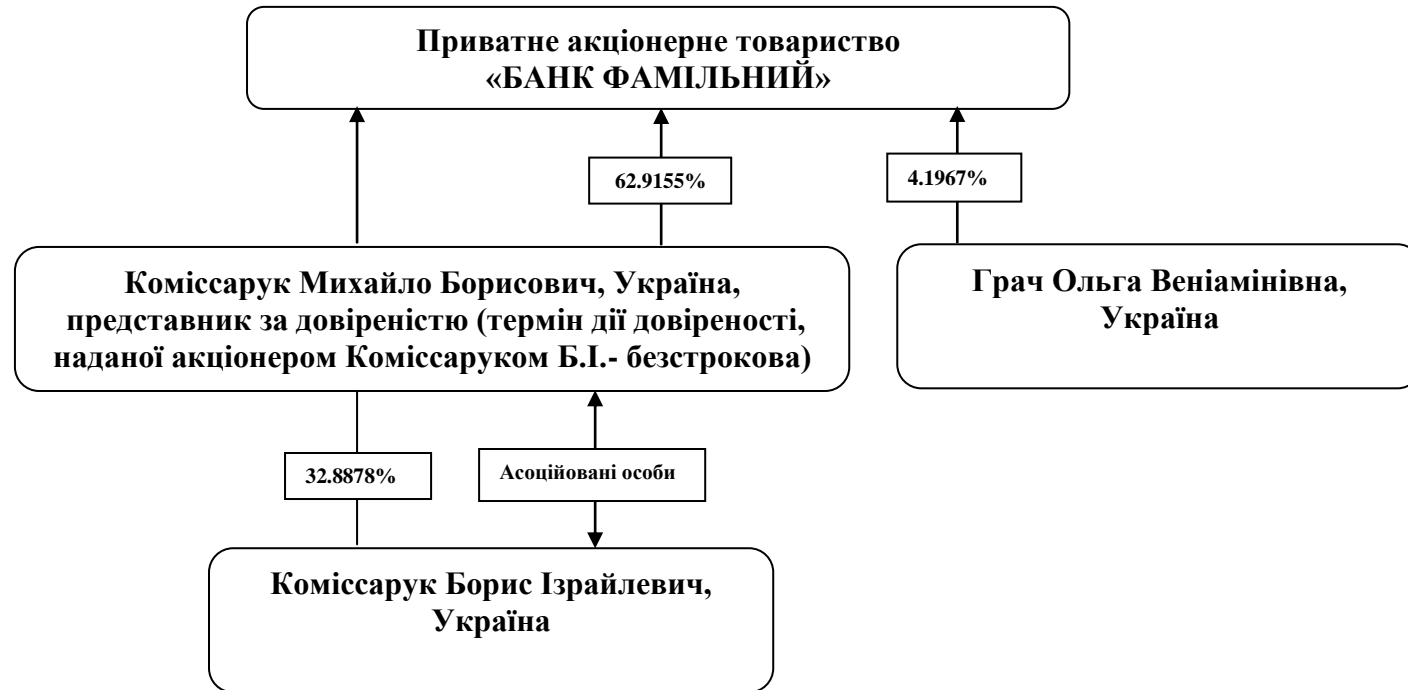 Приватне акціонерне товариство
«БАНК ФАМІЛЬНИЙ»
62.9155%
4.1967%
Коміссарук Михайло Борисович, Україна,
представник за довіреністю (термін дії довіреності,
наданої акціонером Коміссаруком Б.І.- безстрокова)
Грач Ольга Веніамінівна,
Україна
32.8878%
Асоційовані особи
Коміссарук Борис Ізрайлевич,
Україна